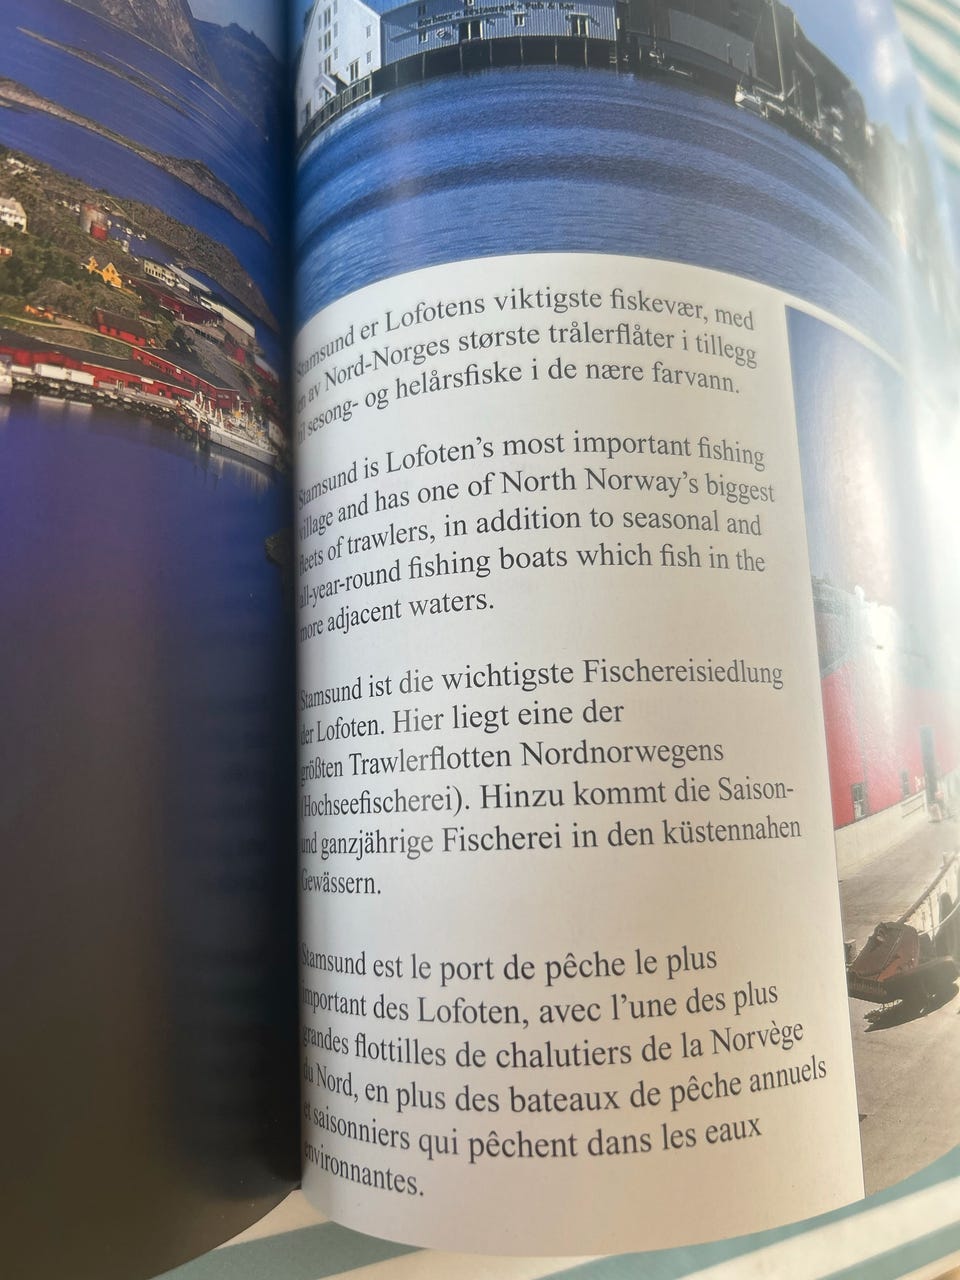 Rorbuer - Restaurant - Pub & Bar
Stamsund er Lofotens viktigste fiskevær, med
en av Nord-Norges største trålerflåter i tillegg
til sesong- og helårsfiske i de nære farvann.
Stamsund is Lofoten’s most important fishing
village and has one of North Norway’s biggest
fleets of trawlers, in addition to seasonal and
all-year-round fishing boats which fish in the
more adjacent waters.
Stamsund ist die wichtigste Fischereisiedlung
der Lofoten. Hier liegt eine der
größten Trawlerflotten Nordnorwegens
(Hochseefischerei). Hinzu kommt die Saison-
und ganzjährige Fischerei in den küstennahen
Gewässern.
Stamsund est le port de pêche le plus
important des Lofoten, avec l’une des plus
grandes flottilles de chalutiers de la Norvège
du Nord, en plus des bateaux de pêche annuels
et saisonniers qui pêchent dans les eaux
environnantes.